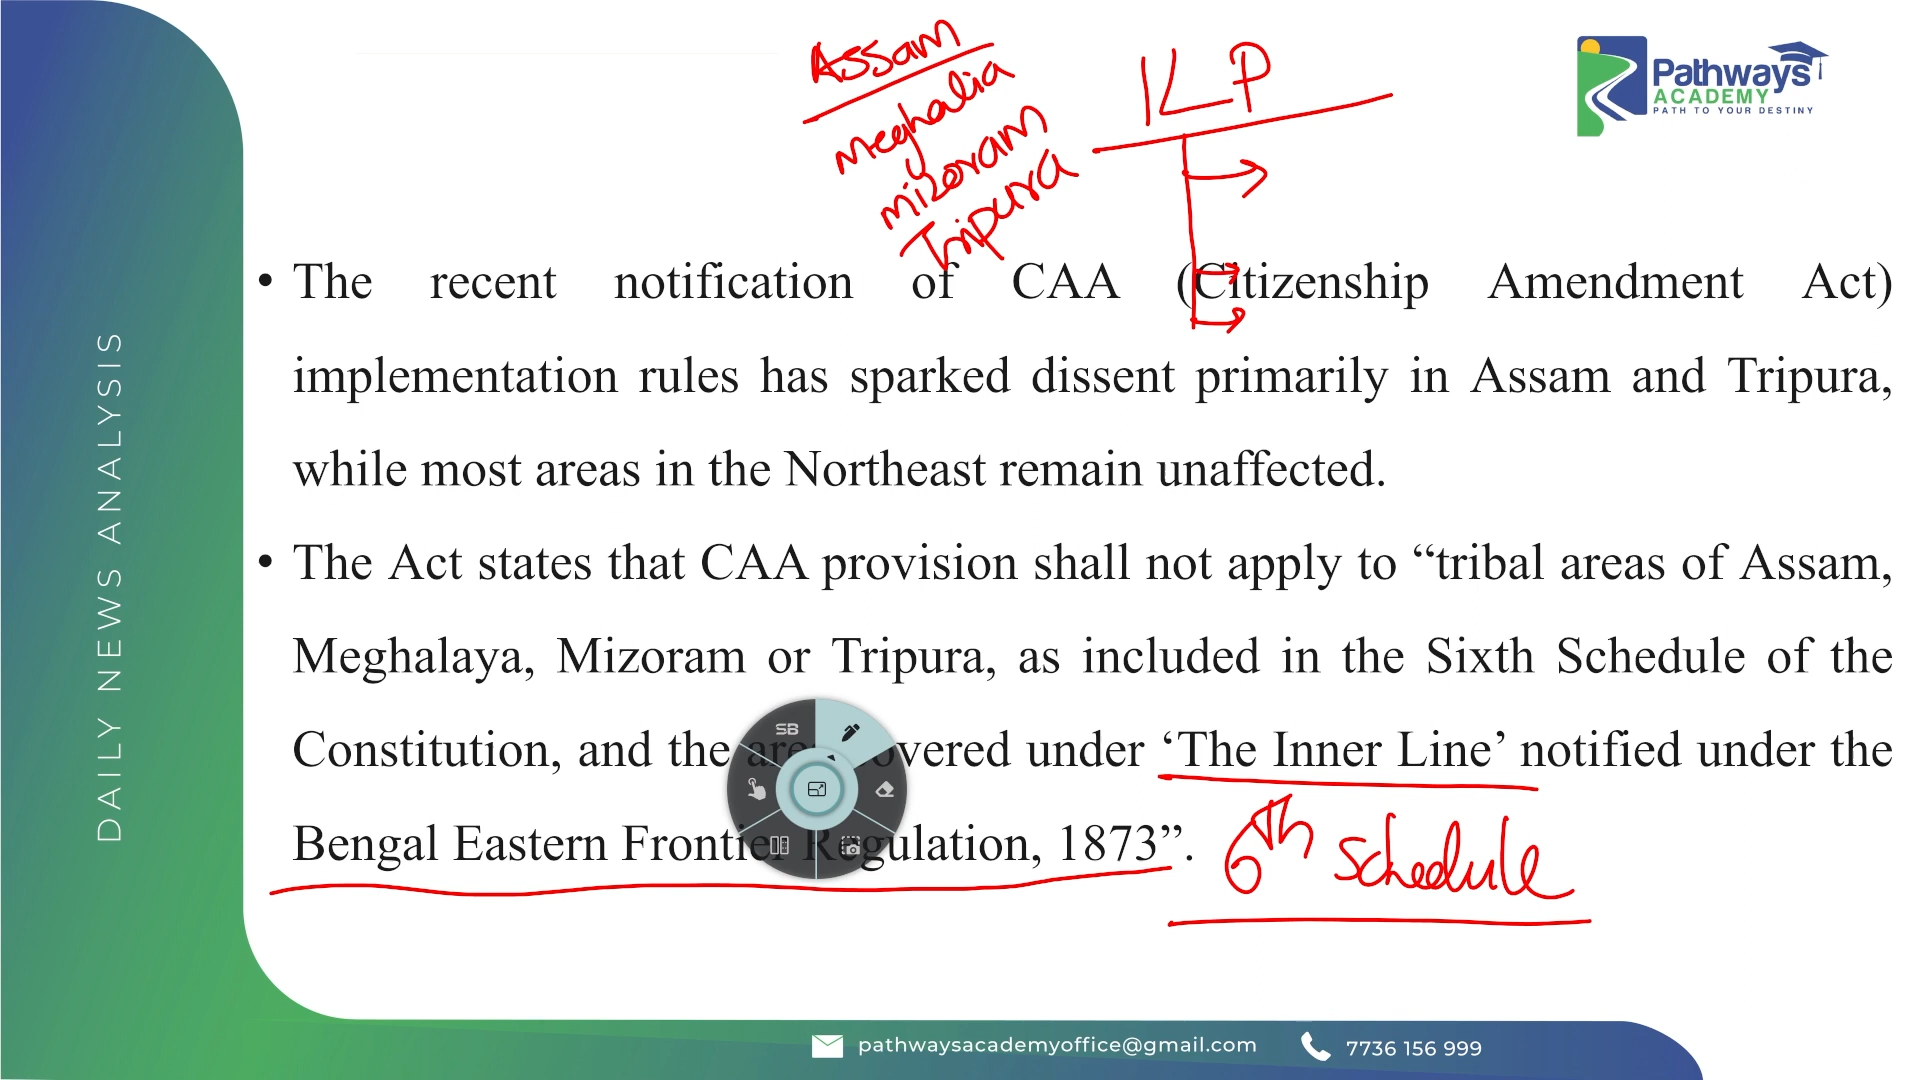 Assam
Meghalia
mizoram
Tripura
ILP
Pathways
ACADEMY
PATH TO YOUR DESTINY
DAILY NEWS ANALYSIS
• The recent notification of CAA (Citizenship Amendment Act)
implementation rules has sparked dissent primarily in Assam and Tripura,
while most areas in the Northeast remain unaffected.
• The Act states that CAA provision shall not apply to “tribal areas of Assam,
Meghalaya, Mizoram or Tripura, as included in the Sixth Schedule of the
Constitution, and the are overed under ‘The Inner Line’ notified under the
Bengal Eastern Frontier Regulation, 1873”.
SB
6th Schedule
pathwaysacademyoffice@gmail.com
7736 156 999